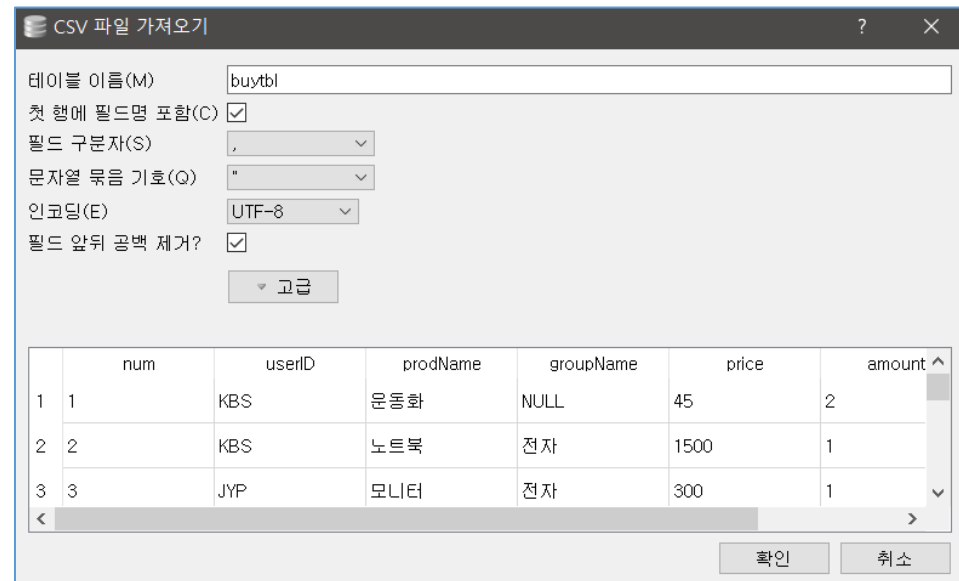 CSV 파일 가져오기 ?
테이블 이름(M) buytbl
첫 행에 필드명 포함(C)
필드 구분자(S) ,
문자열 묶음 기호(Q) "
인코딩(E) UTF-8
필드 앞뒤 공백 제거?
고급
num userID prodName groupName price amount
1 1 KBS 운동화 NULL 45 2
2 2 KBS 노트북 전자 1500 1
3 3 JYP 모니터 전자 300 1
확인 취소